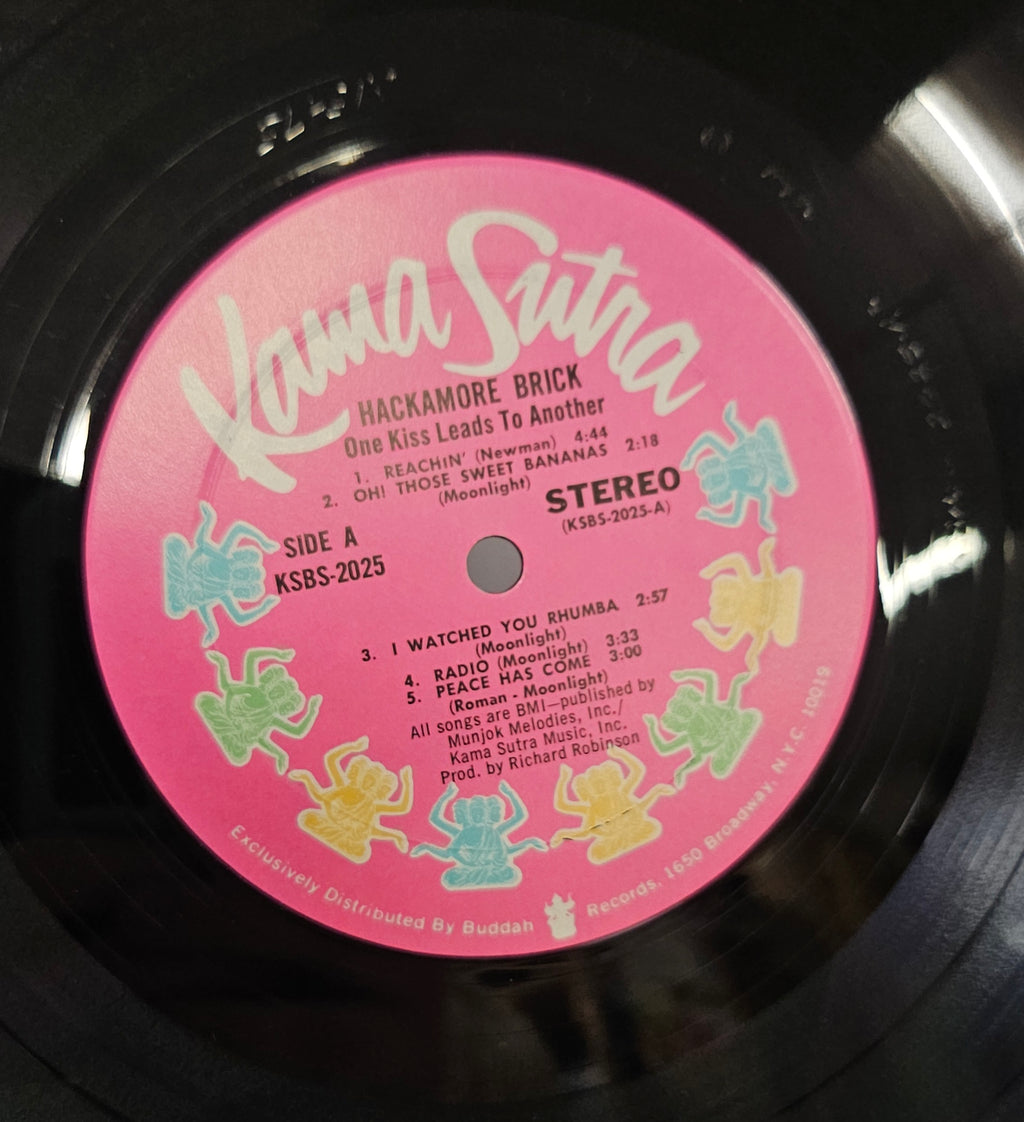 Kama Sutra
HACKAMORE BRICK
One Kiss Leads To Another
1. REACHIN' (Newman) 4:44
2. OH! THOSE SWEET BANANAS 2:18
(Moonlight)
STEREO
(KSBS-2025-A)
SIDE A
KSBS-2025
3. I WATCHED YOU RHUMBA 2:57
(Moonlight)
4. RADIO (Moonlight) 3:33
5. PEACE HAS COME 3:00
(Roman - Moonlight)
All songs are BMI—published by
Munjok Melodies, Inc./
Kama Sutra Music, Inc.
Prod. by Richard Robinson
Exclusively Distributed By Buddah Records, 1650 Broadway, N.Y.C. 10019